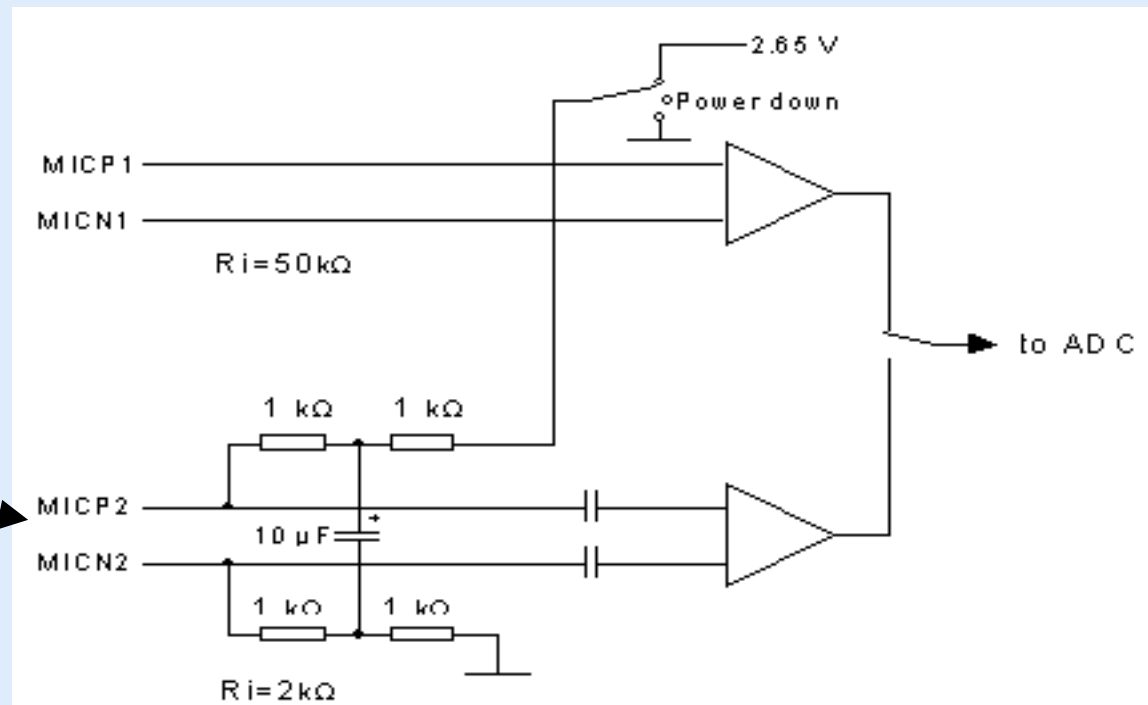 2.65 V
Power down
MICP1
MICN1
Ri=50kΩ
to ADC
1 kΩ 1 kΩ
MICP2
10 µF +
MICN2
1 kΩ 1 kΩ
Ri=2kΩ